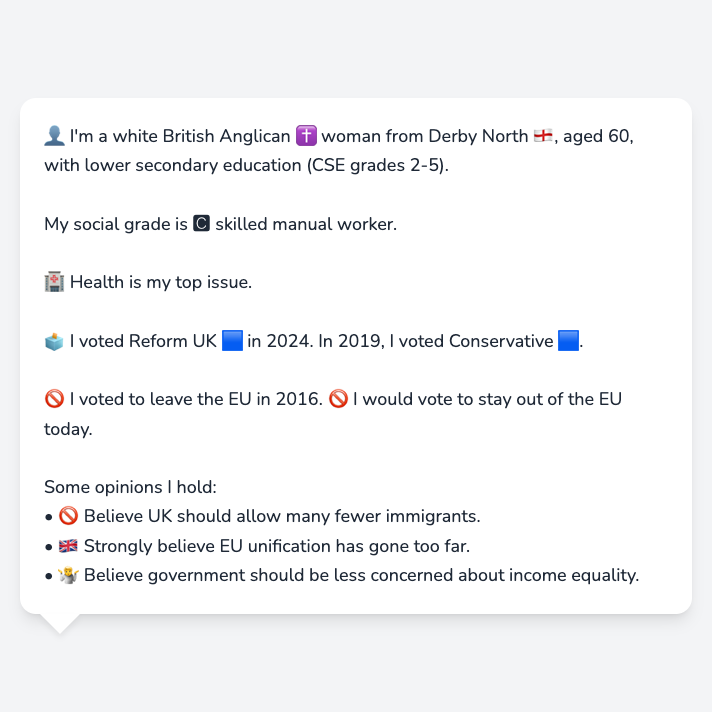 👤 I'm a white British Anglican ✝️ woman from Derby North 🏴󠁧󠁢󠁥󠁮󠁧󠁿, aged 60,
with lower secondary education (CSE grades 2-5).
My social grade is 🅲 skilled manual worker.
🏥 Health is my top issue.
🗳️ I voted Reform UK 🟦 in 2024. In 2019, I voted Conservative 🟦.
🚫 I voted to leave the EU in 2016. 🚫 I would vote to stay out of the EU
today.
Some opinions I hold:
• 🚫 Believe UK should allow many fewer immigrants.
• 🇬🇧 Strongly believe EU unification has gone too far.
• 🤷 Believe government should be less concerned about income equality.